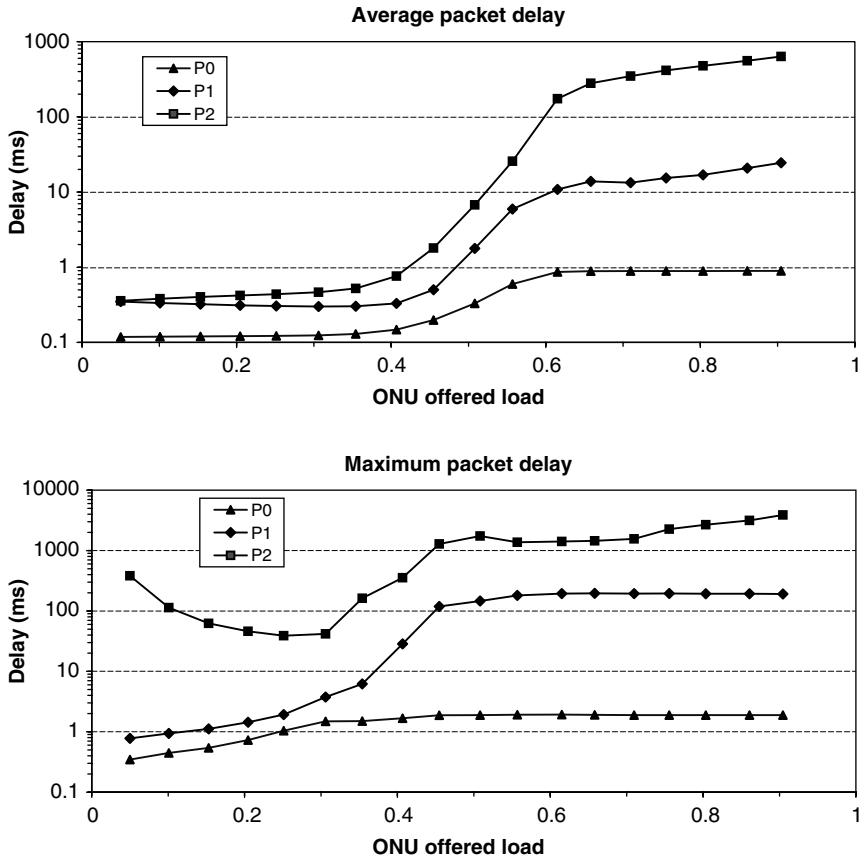 Average packet delay
1000
100
10
1
0.1
Delay (ms)
P0
P1
P2
0
0.2
0.4
0.6
0.8
1
ONU offered load
Maximum packet delay
10000
1000
100
10
1
0.1
Delay (ms)
P0
P1
P2
0
0.2
0.4
0.6
0.8
1
ONU offered load